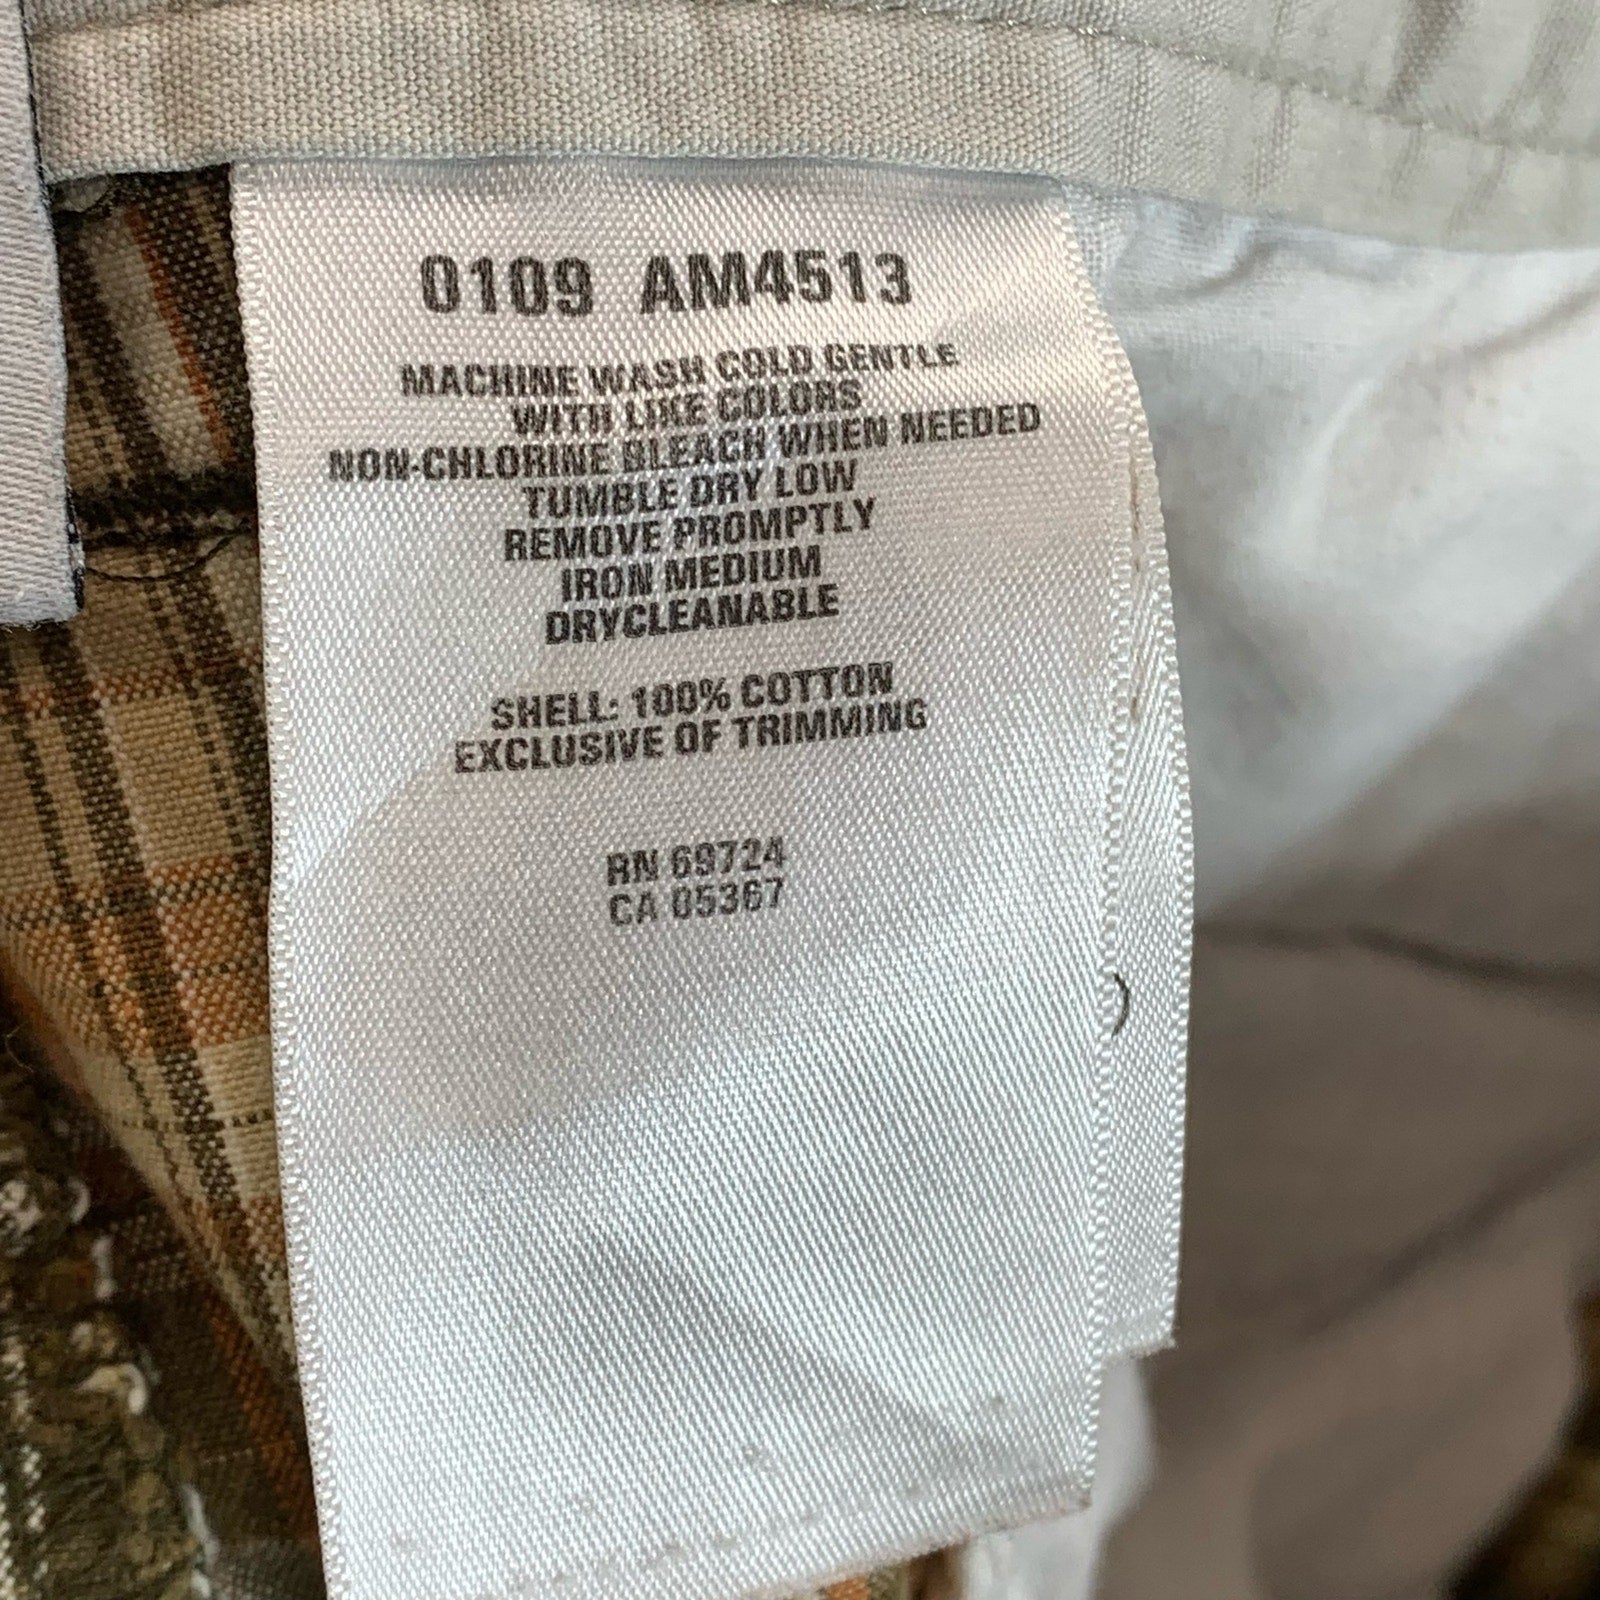 0109 AM4513
MACHINE WASH COLD GENTLE
WITH LIKE COLORS
NON-CHLORINE BLEACH WHEN NEEDED
TUMBLE DRY LOW
REMOVE PROMPTLY
IRON MEDIUM
DRYCLEANABLE
SHELL: 100% COTTON
EXCLUSIVE OF TRIMMING
RN 69724
CA 05367